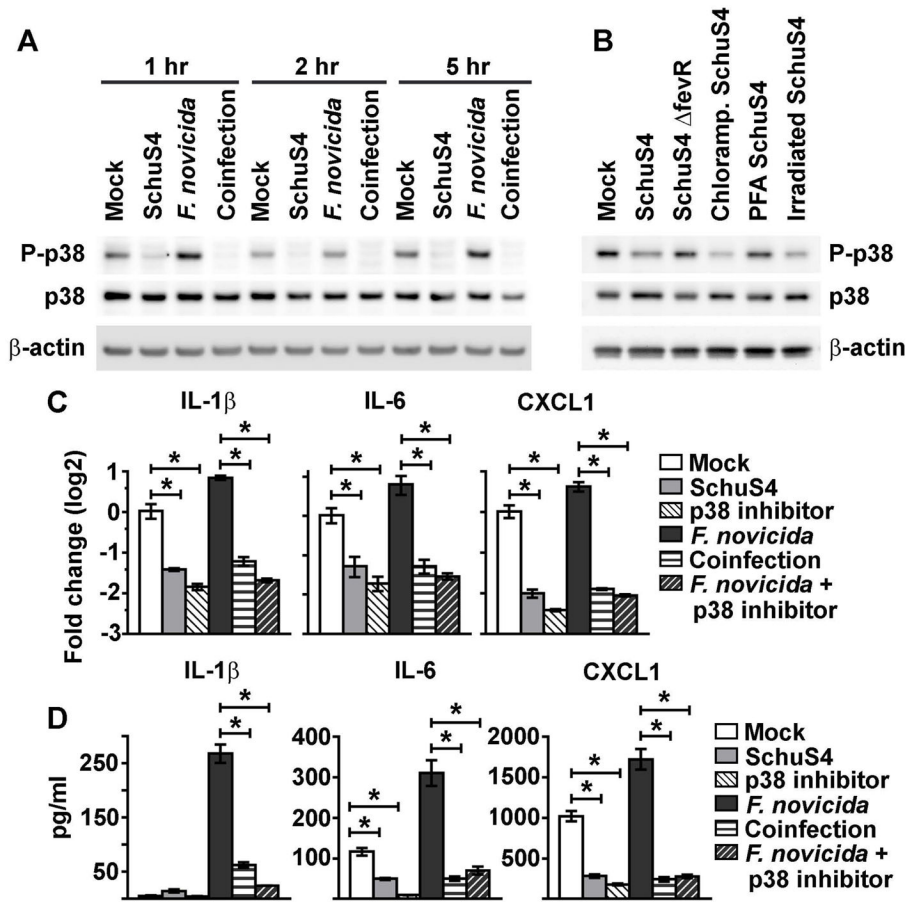 A
1 hr 2 hr 5 hr
Mock SchuS4 F. novicida Coinfection Mock SchuS4 F. novicida Coinfection Mock SchuS4 F. novicida Coinfection
P-p38
p38
β-actin
B
Mock SchuS4 SchuS4 ΔfevR Chloramp. SchuS4 PFA SchuS4 Irradiated SchuS4
P-p38
p38
β-actin
C
IL-1β IL-6 CXCL1
Fold change (log2)
1
0
-1
-2
-3
* * * *
* * * *
* * * *
Mock
SchuS4
p38 inhibitor
F. novicida
Coinfection
F. novicida +
p38 inhibitor
D
IL-1β IL-6 CXCL1
pg/ml
250
150
50
* *
400
300
200
100
* * * *
2000
1500
1000
500
* * * *
Mock
SchuS4
p38 inhibitor
F. novicida
Coinfection
F. novicida +
p38 inhibitor